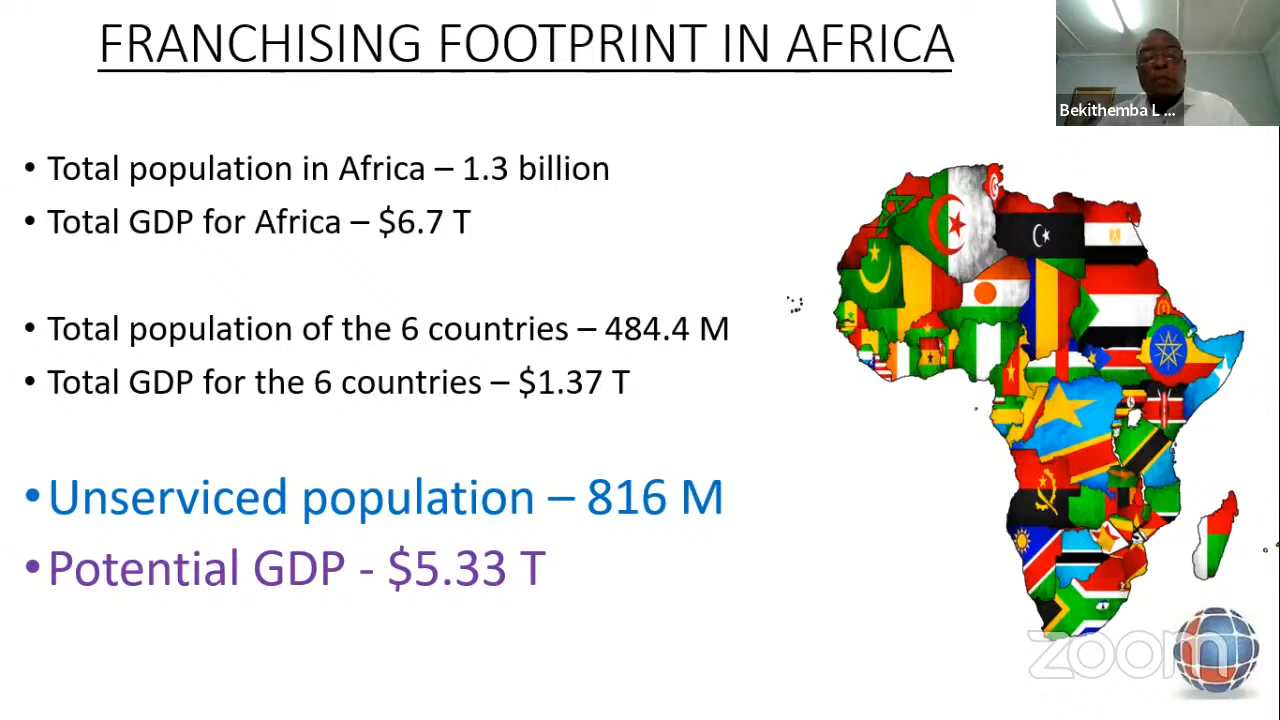 FRANCHISING FOOTPRINT IN AFRICA
Bekithemba L ...
• Total population in Africa – 1.3 billion
• Total GDP for Africa – $6.7 T
• Total population of the 6 countries – 484.4 M
• Total GDP for the 6 countries – $1.37 T
• Unserviced population – 816 M
• Potential GDP - $5.33 T
zoom